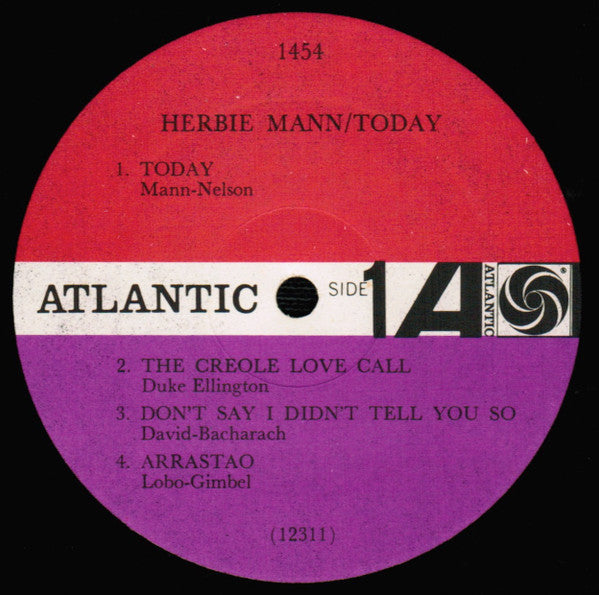 1454
HERBIE MANN/TODAY
1. TODAY
Mann-Nelson
ATLANTIC SIDE 1 A ATLANTIC ®
2. THE CREOLE LOVE CALL
Duke Ellington
3. DON'T SAY I DIDN'T TELL YOU SO
David-Bacharach
4. ARRASTAO
Lobo-Gimbel
(12311)